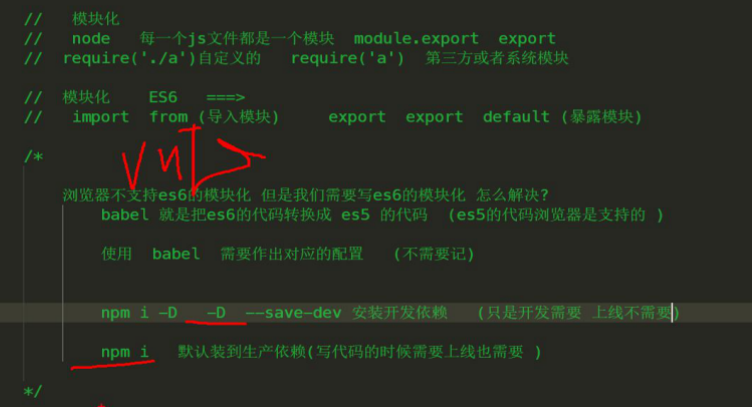 // 模块化
// node 每一个js文件都是一个模块 module.export export
// require('./a')自定义的 require('a') 第三方或者系统模块
// 模块化 ES6 ===>
// import from (导入模块) export export default (暴露模块)
/*
浏览器不支持es6的模块化 但是我们需要写es6的模块化 怎么解决?
babel 就是把es6的代码转换成 es5 的代码 (es5的代码浏览器是支持的 )
使用 babel 需要作出对应的配置 (不需要记)
npm i -D -D --save-dev 安装开发依赖 (只是开发需要 上线不需要)
npm i 默认装到生产依赖(写代码的时候需要上线也需要 )
*/